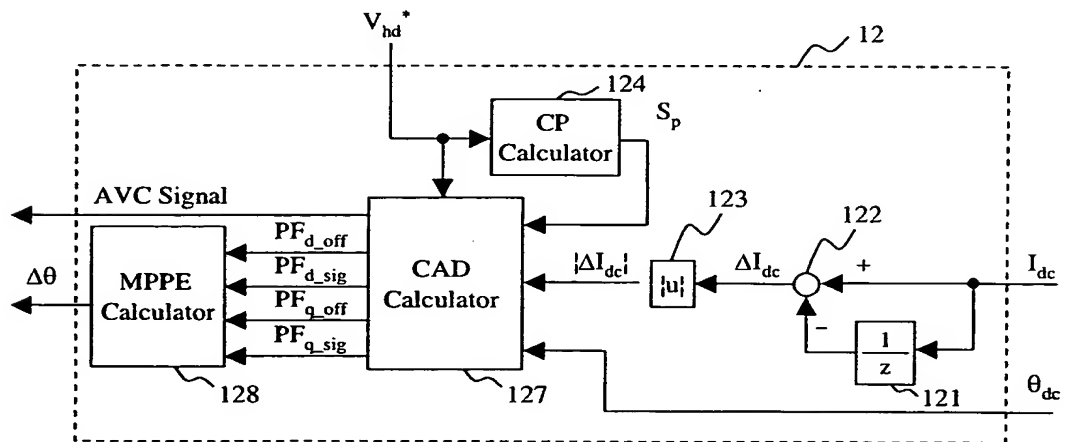 V_hd*
12
124
CP
Calculator
S_p
AVC Signal
PF_d_off
PF_d_sig
PF_q_off
PF_q_sig
Δθ
MPPE
Calculator
128
CAD
Calculator
127
|ΔI_dc|
123
|u|
ΔI_dc
122
+
−
I_dc
1
z
121
θ_dc